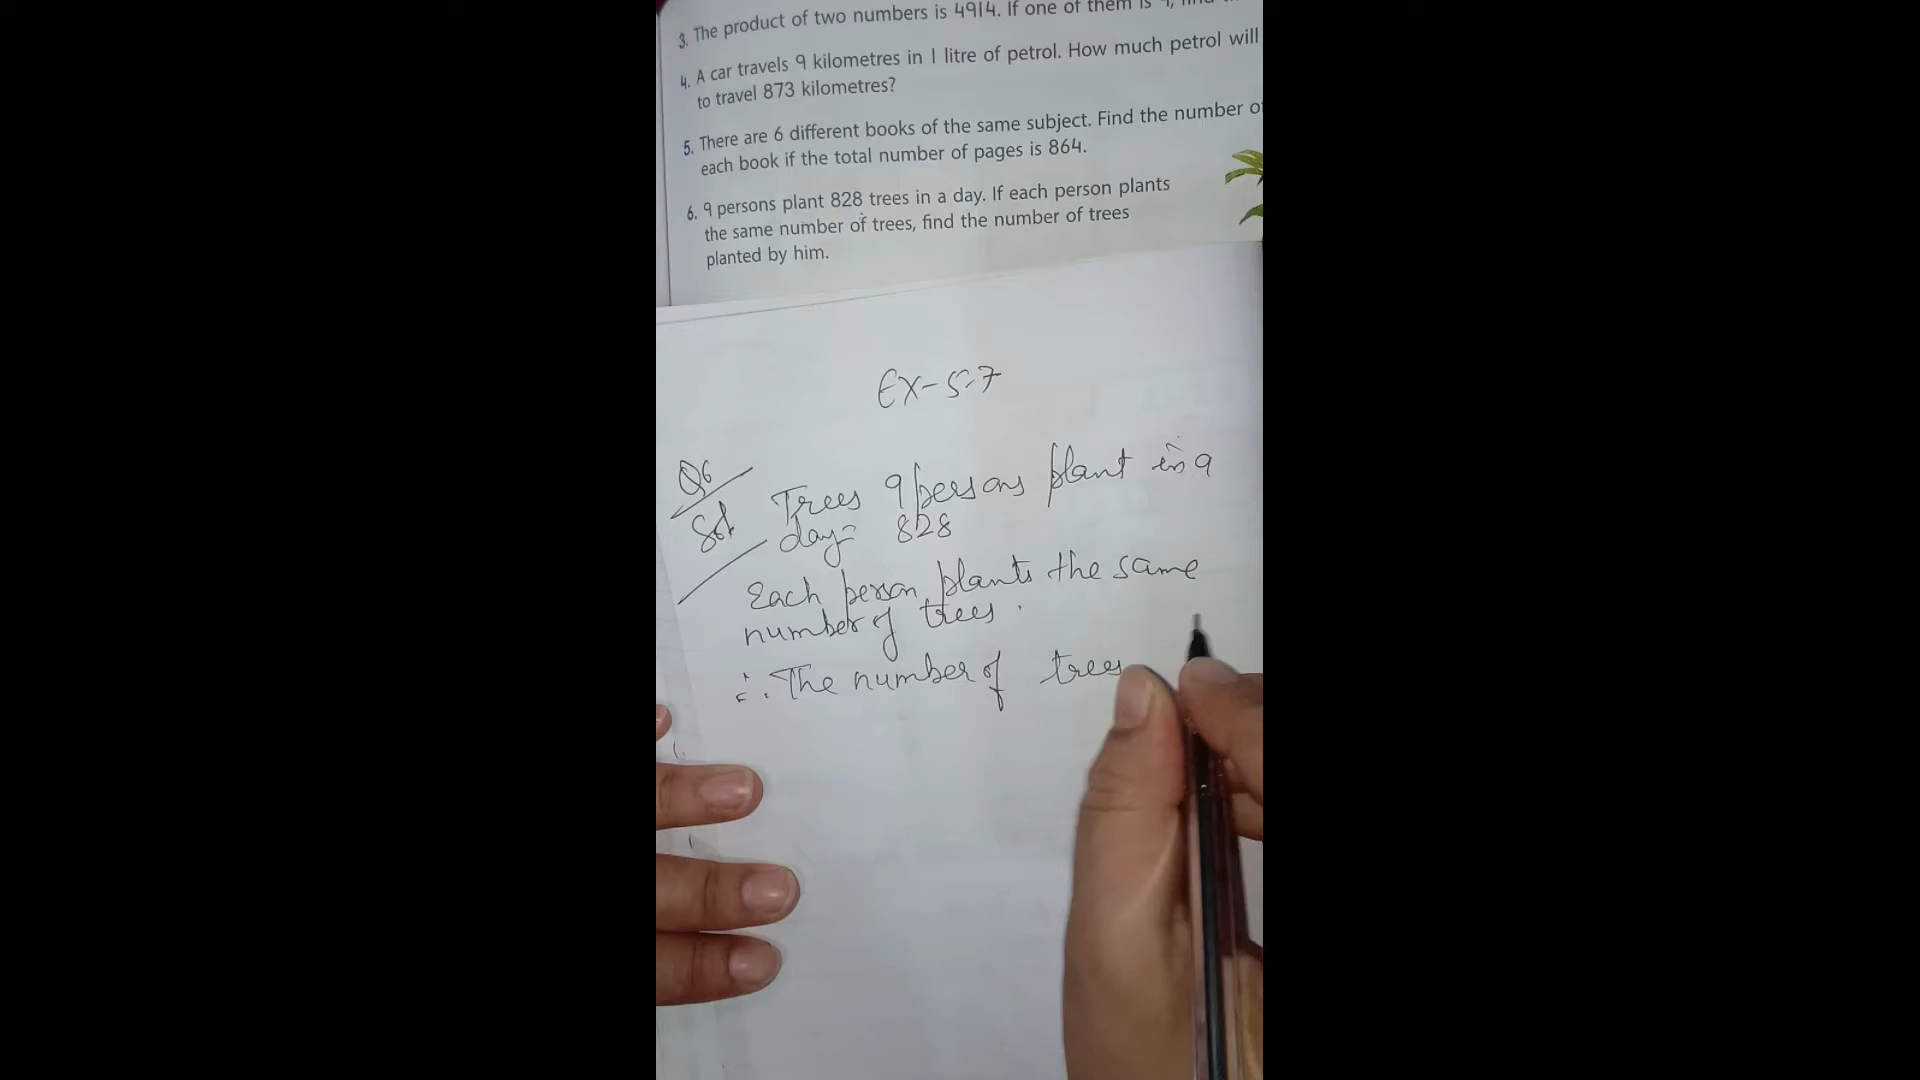 3. The product of two numbers is 4914. If one of them is
4. A car travels 9 kilometres in 1 litre of petrol. How much petrol will
to travel 873 kilometres?
5. There are 6 different books of the same subject. Find the number of
each book if the total number of pages is 864.
6. 9 persons plant 828 trees in a day. If each person plants
the same number of trees, find the number of trees
planted by him.
Ex-5.7
Q6
Sol Trees 9 persons plant in a
day = 828
Each person plants the same
number of trees.
∴ The number of trees